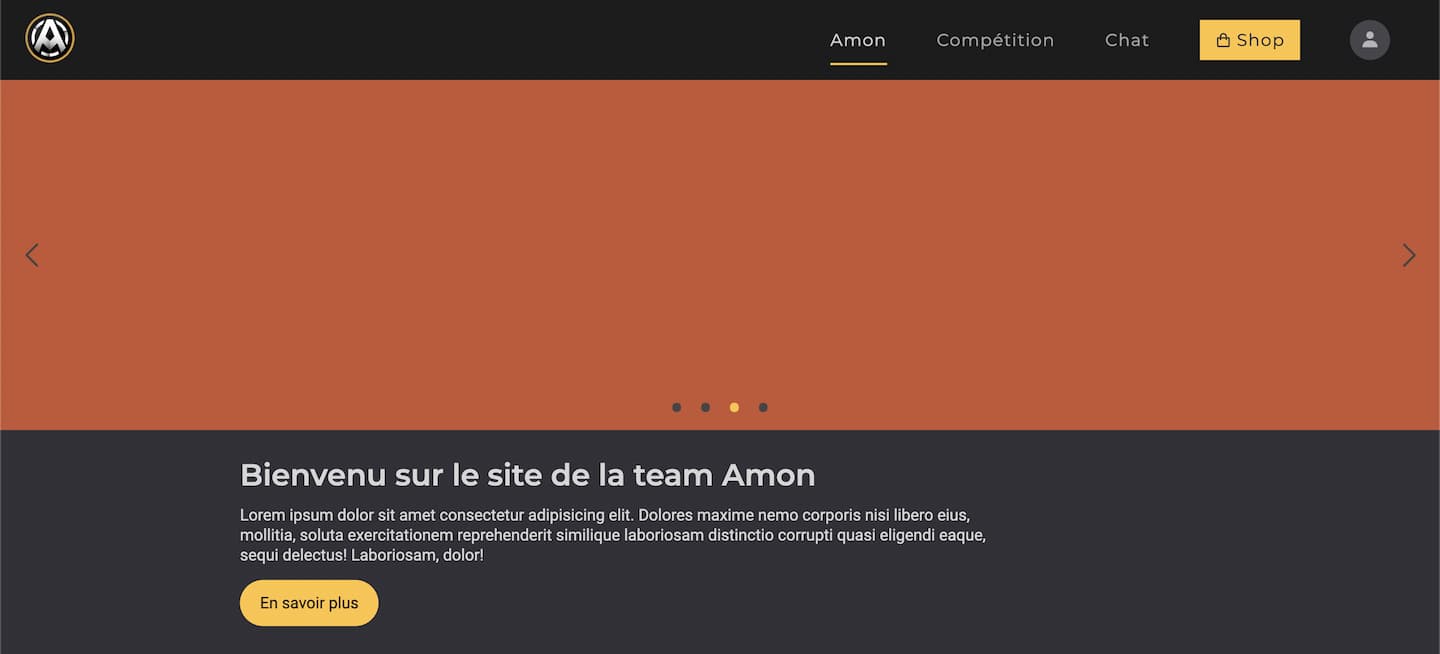 Amon
Compétition
Chat
Shop
Bienvenu sur le site de la team Amon
Lorem ipsum dolor sit amet consectetur adipisicing elit. Dolores maxime nemo corporis nisi libero eius,
mollitia, soluta exercitationem reprehenderit similique laboriosam distinctio corrupti quasi eligendi eaque,
sequi delectus! Laboriosam, dolor!
En savoir plus